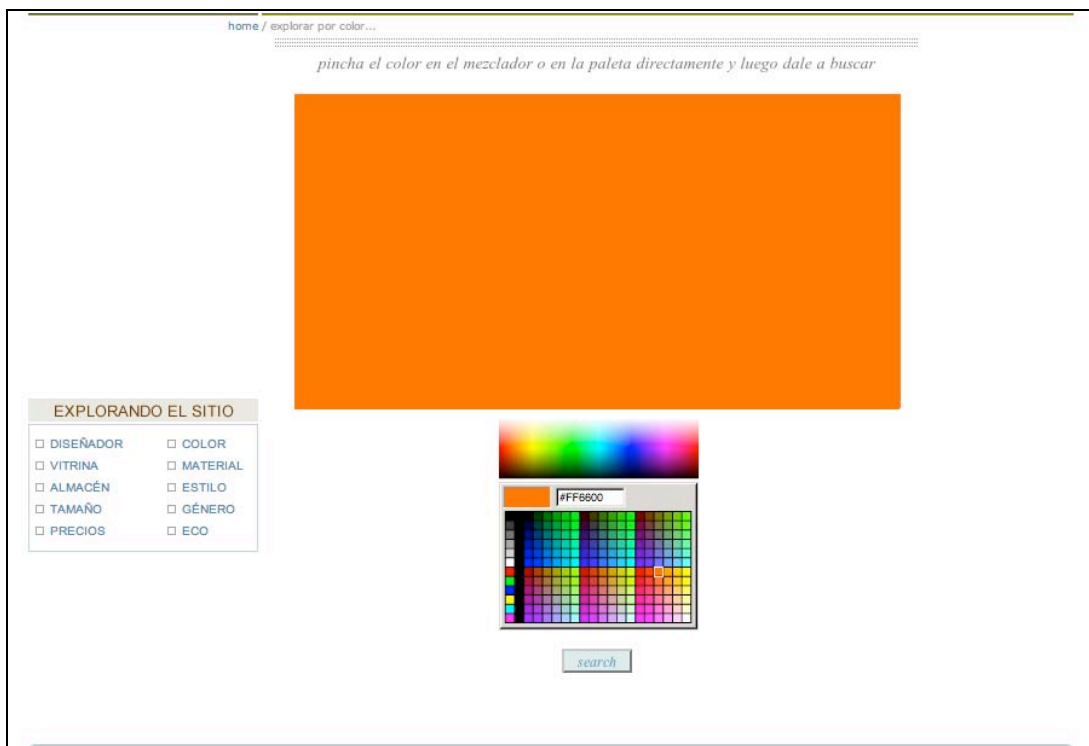 home / explorar por color...
pincha el color en el mezclador o en la paleta directamente y luego dale a buscar
EXPLORANDO EL SITIO
DISEÑADOR COLOR
VITRINA MATERIAL
ALMACÉN ESTILO
TAMAÑO GÉNERO
PRECIOS ECO
#FF6600
search